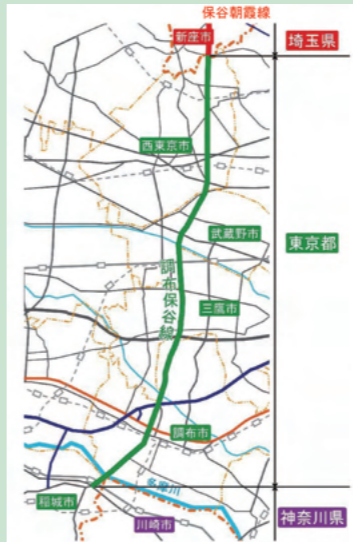 保谷朝霞線
新座市
埼玉県
西東京市
武蔵野市
東京都
調布保谷線
三鷹市
調布市
多摩川
稲城市
川崎市
神奈川県